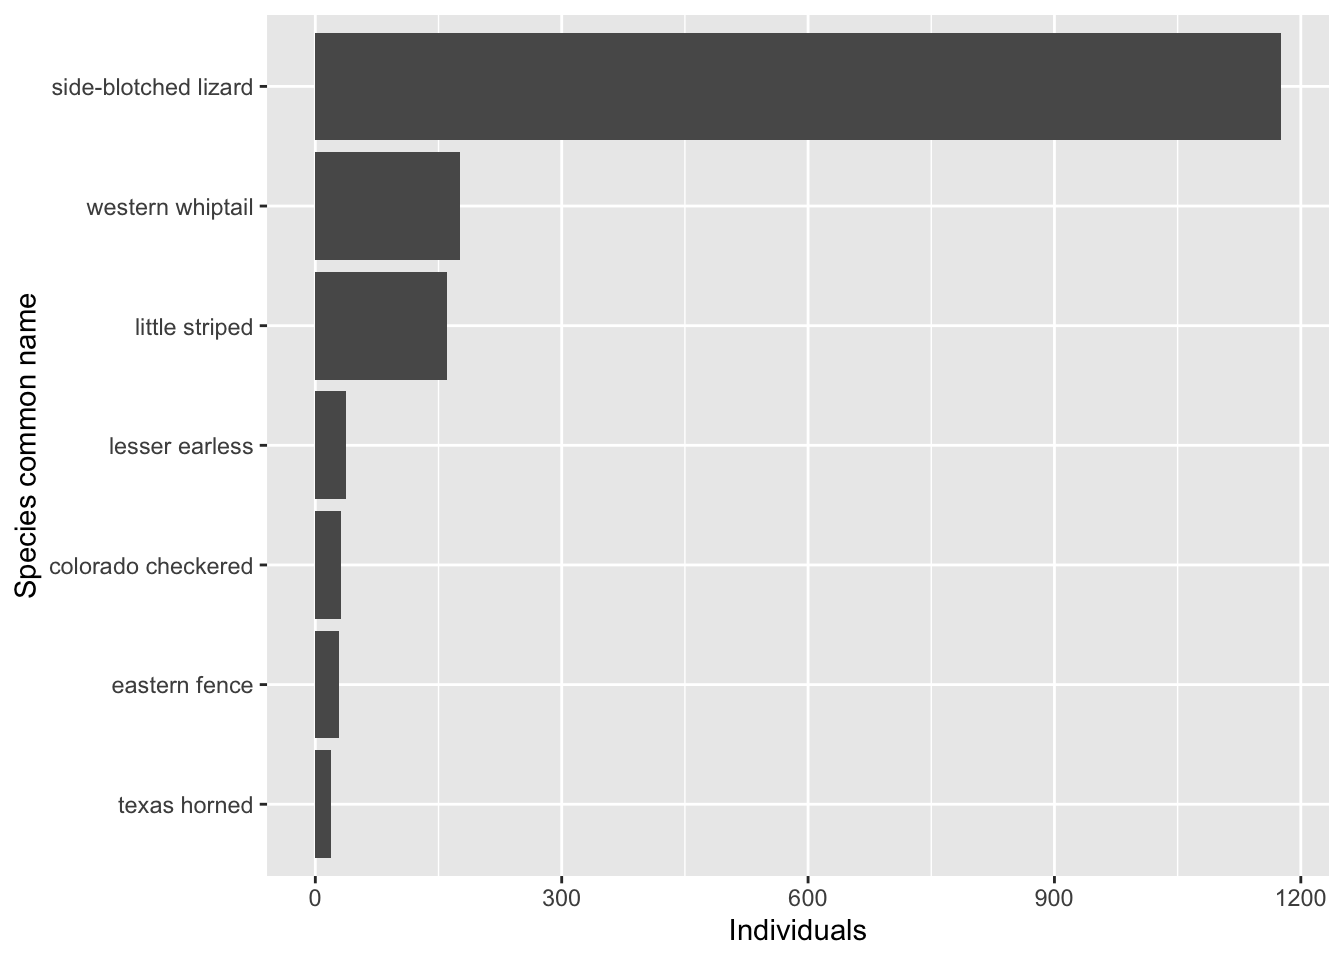 Species common name
side-blotched lizard
western whiptail
little striped
lesser earless
colorado checkered
eastern fence
texas horned
0 300 600 900 1200
Individuals